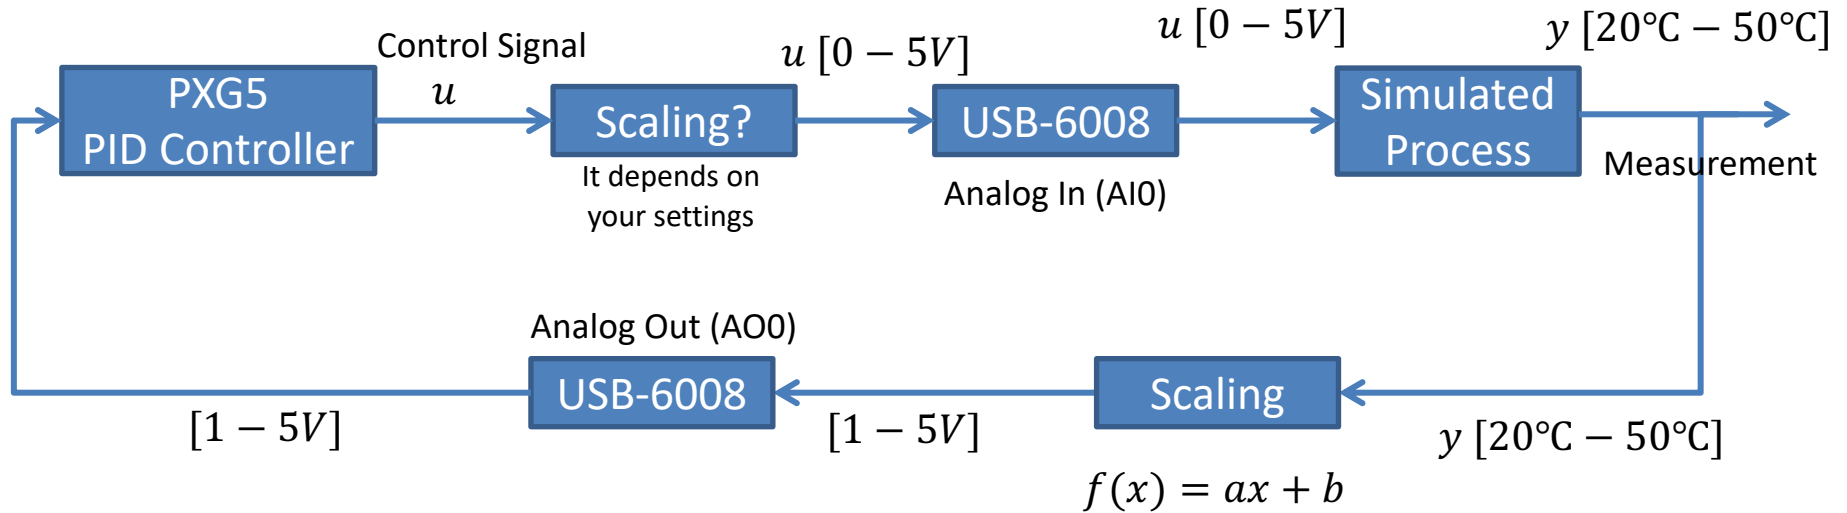 Control Signal
u
u [0 − 5V]
u [0 − 5V]
y [20℃ − 50℃]
PXG5
PID Controller
Scaling?
It depends on
your settings
USB-6008
Analog In (AI0)
Simulated
Process
Measurement
Analog Out (AO0)
USB-6008
[1 − 5V]
[1 − 5V]
Scaling
y [20℃ − 50℃]
f(x) = ax + b